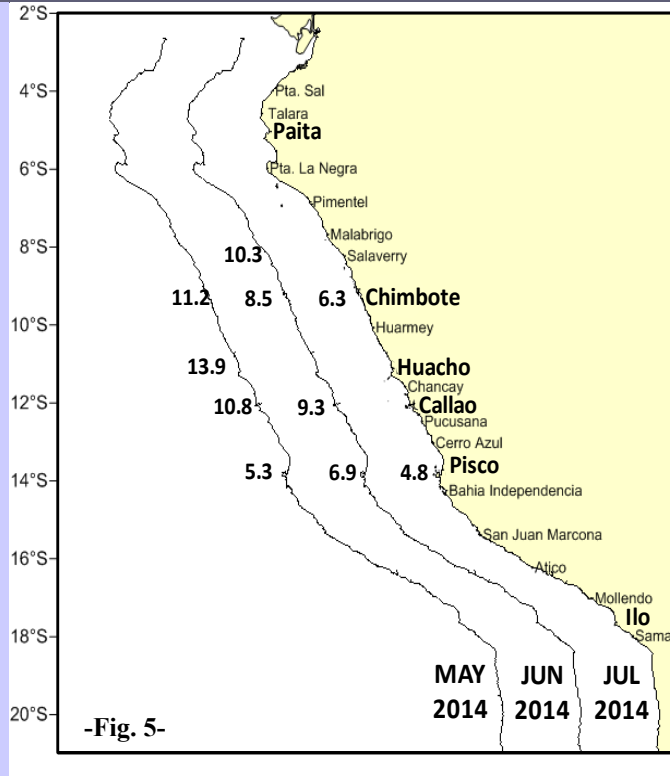 2°S
4°S
Pta. Sal
Talara
Paita
6°S
Pta. La Negra
Pimentel
Malabrigo
8°S
10.3
Salaverry
11.2 8.5 6.3 Chimbote
10°S
Huarmey
13.9 Huacho
Chancay
12°S
10.8 9.3 Callao
Pucusana
Cerro Azul
5.3 6.9 4.8 Pisco
14°S
Bahia Independencia
San Juan Marcona
16°S
Atico
Mollendo
Ilo
18°S
Sama
MAY JUN JUL
2014 2014 2014
20°S
-Fig. 5-